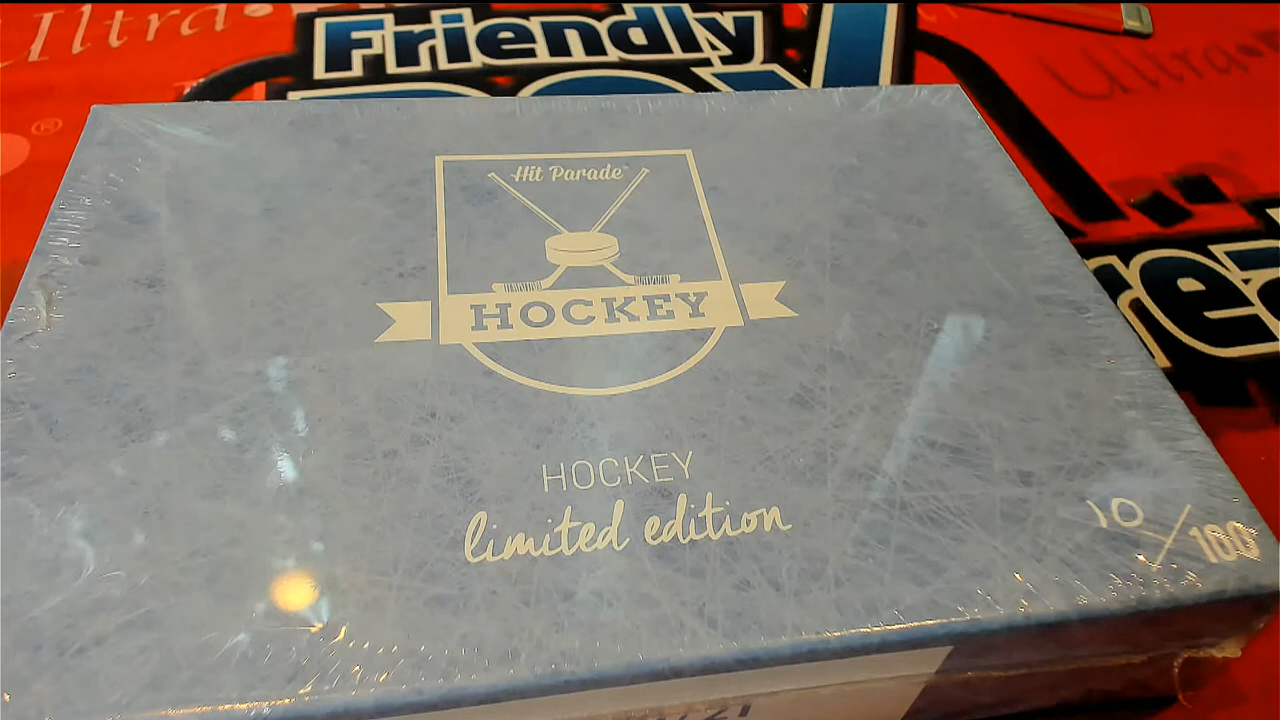 Ultra
Friendly
Ultra
®
Hit Parade
HOCKEY
HOCKEY
limited edition
10/100